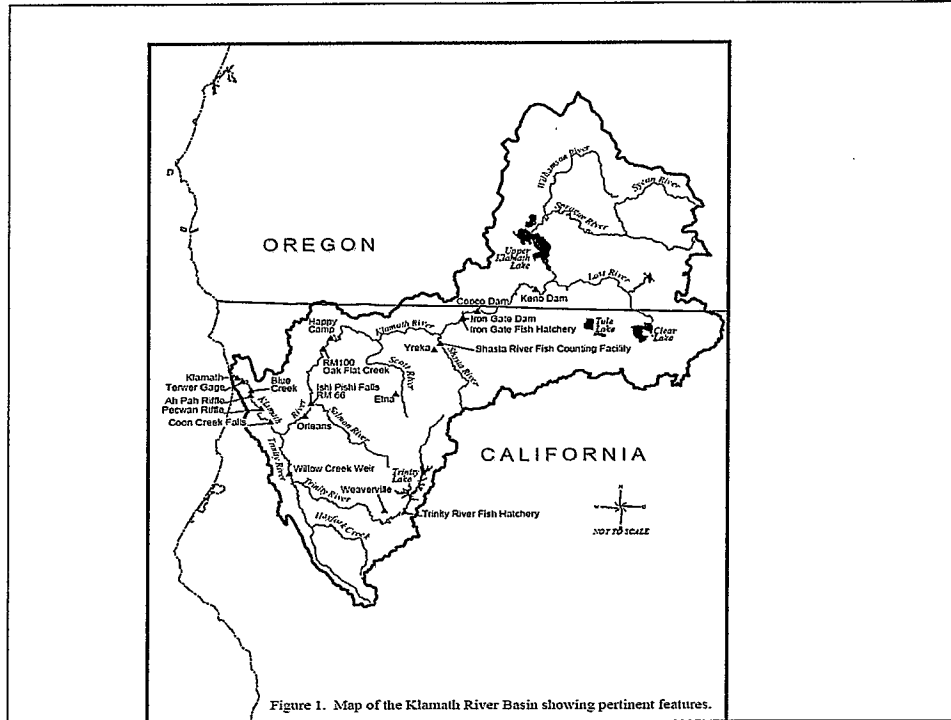 Williamson River
Sycan River
Sprague River
OREGON
Upper
Klamath
Lake
Lost River
Copco Dam
Keno Dam
Happy
Camp
Klamath River
Iron Gate Dam
Iron Gate Fish Hatchery
Tule
Lake
Clear
Lake
Yreka
Shasta River Fish Counting Facility
Shasta River
Scott River
RM100
Oak Flat Creek
Klamath
Terwer Gage
Blue
Creek
Ah Pah Riffle
Pecwan Riffle
Coon Creek Falls
Klamath
River
Ishi Pishi Falls
RM 66
Etna
Orleans
Salmon River
CALIFORNIA
Trinity River
Willow Creek Weir
Trinity
Lake
Weaverville
Trinity River
Trinity River Fish Hatchery
Hayfork Creek
NOT TO SCALE
Figure 1. Map of the Klamath River Basin showing pertinent features.